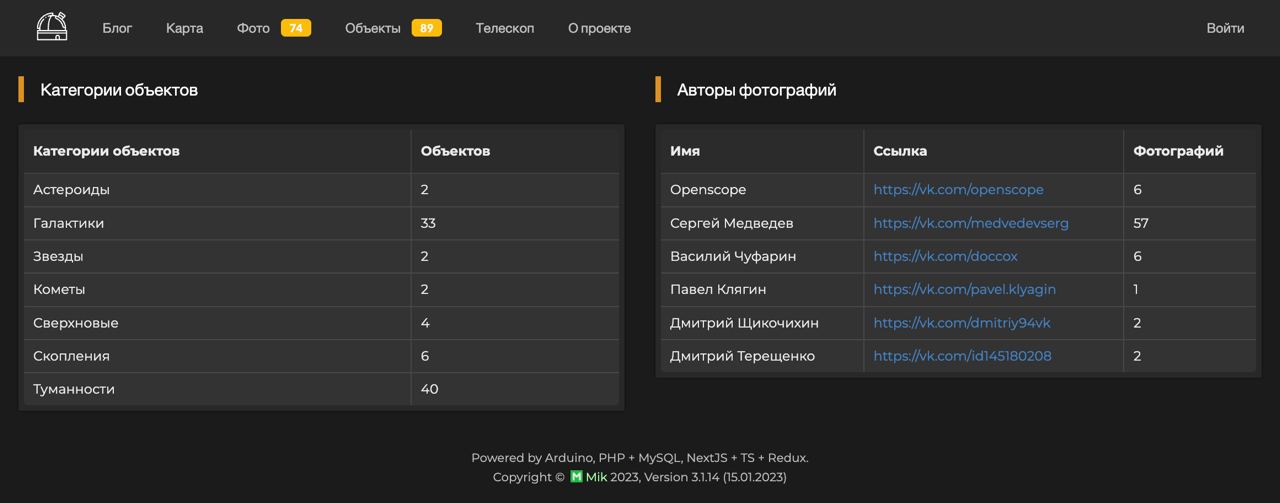 Блог Карта Фото 74 Объекты 89 Телескоп О проекте Войти
Категории объектов
Категории объектов Объектов
Астероиды 2
Галактики 33
Звезды 2
Кометы 2
Сверхновые 4
Скопления 6
Туманности 40
Авторы фотографий
Имя Ссылка Фотографий
Openscope https://vk.com/openscope 6
Сергей Медведев https://vk.com/medvedevserg 57
Василий Чуфарин https://vk.com/doccox 6
Павел Клягин https://vk.com/pavel.klyagin 1
Дмитрий Щикочихин https://vk.com/dmitriy94vk 2
Дмитрий Терещенко https://vk.com/id145180208 2
Powered by Arduino, PHP + MySQL, NextJS + TS + Redux.
Copyright © M Mik 2023, Version 3.1.14 (15.01.2023)